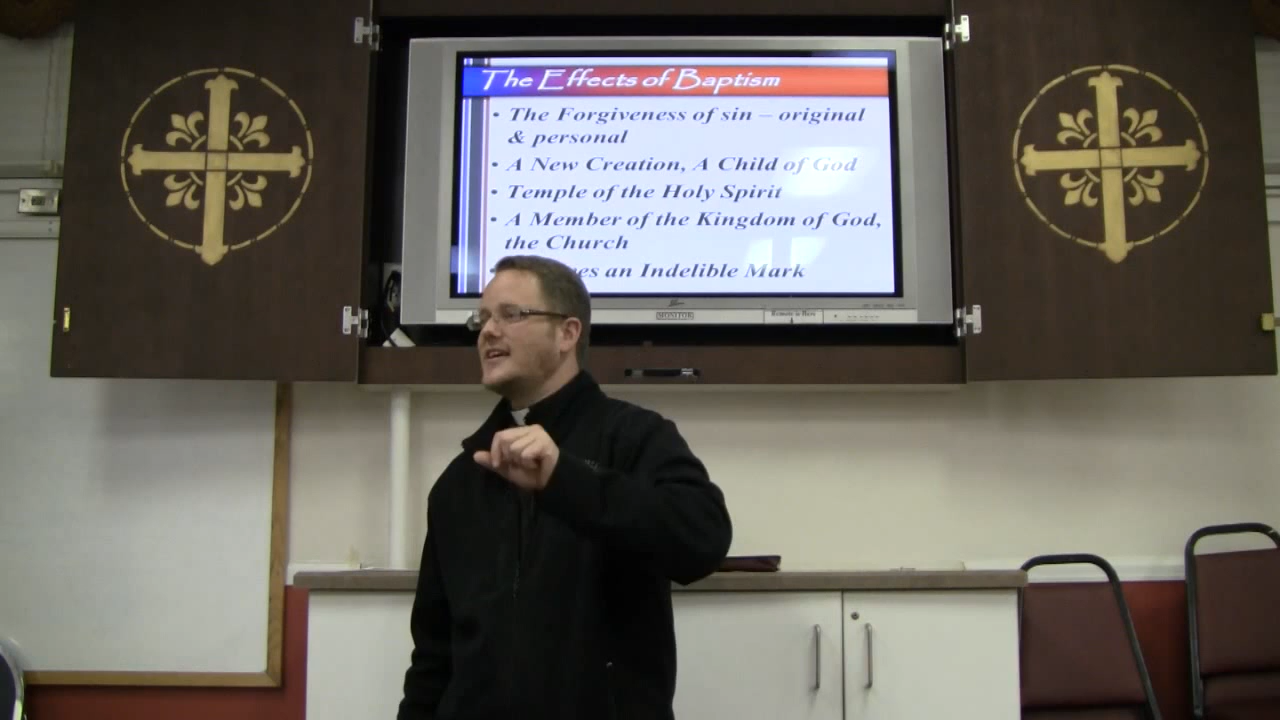 The Effects of Baptism
• The Forgiveness of sin – original
& personal
• A New Creation, A Child of God
• Temple of the Holy Spirit
• A Member of the Kingdom of God,
the Church
an Indelible Mark
MONITOR